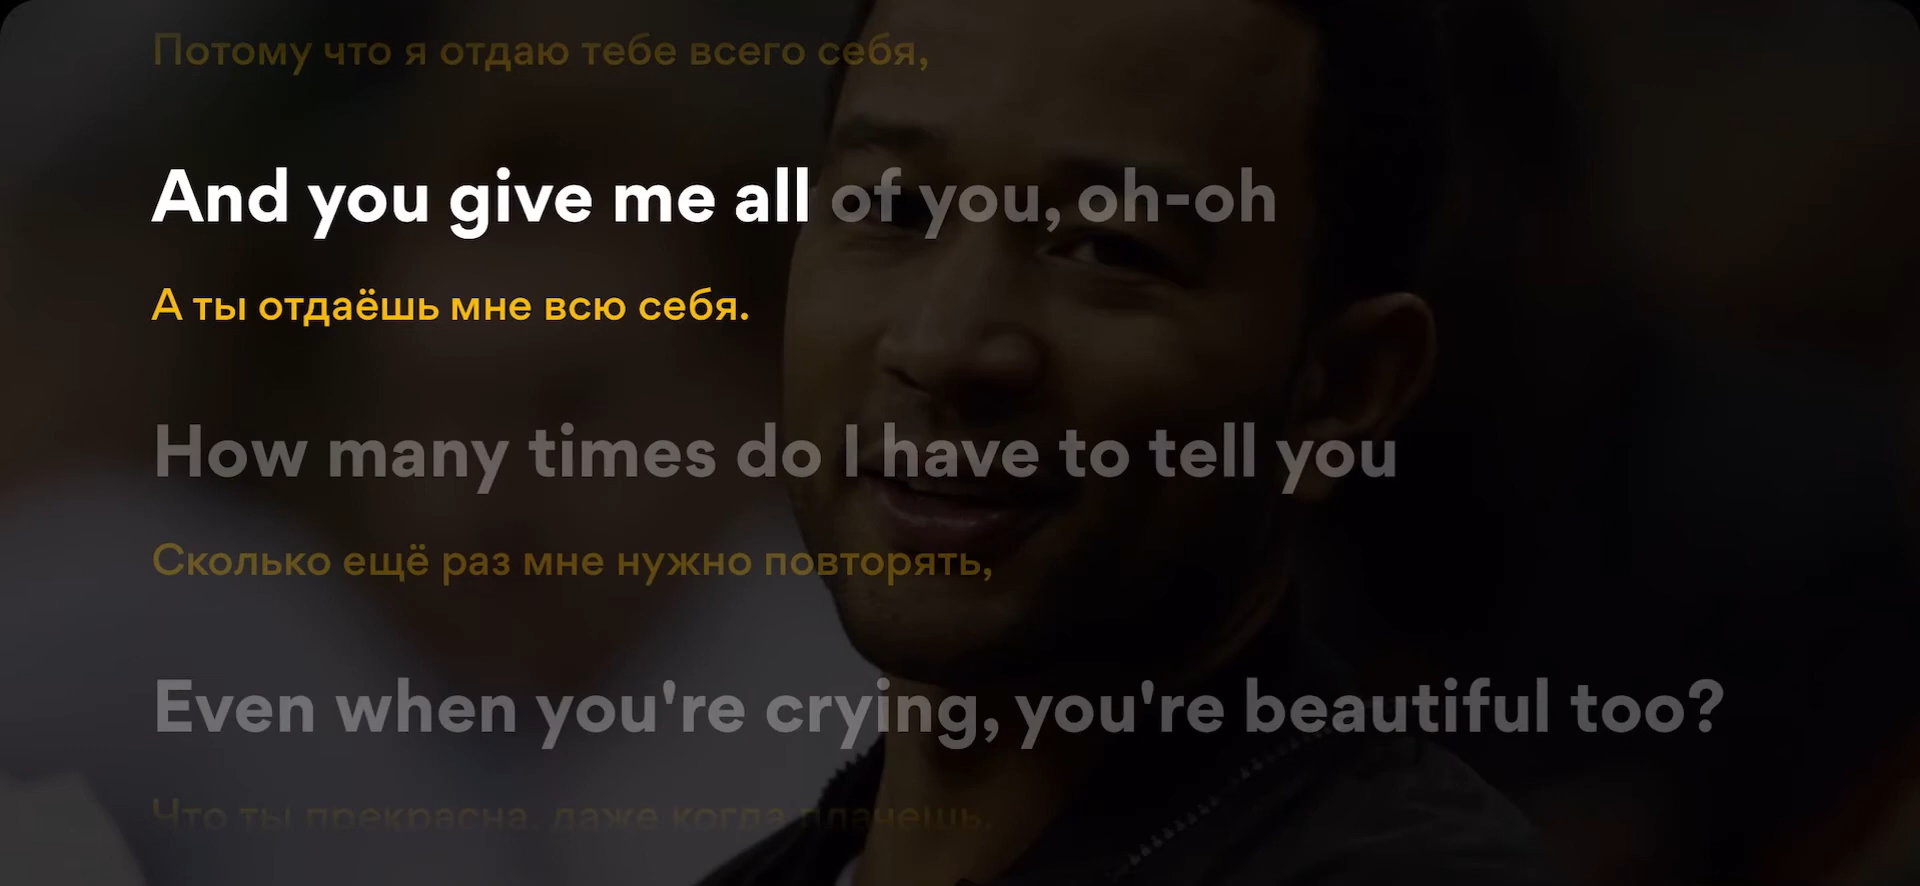 Потому что я отдаю тебе всего себя,
And you give me all of you, oh-oh
А ты отдаёшь мне всю себя.
How many times do I have to tell you
Сколько ещё раз мне нужно повторять,
Even when you're crying, you're beautiful too?
Что ты прекрасна, даже когда плачешь.